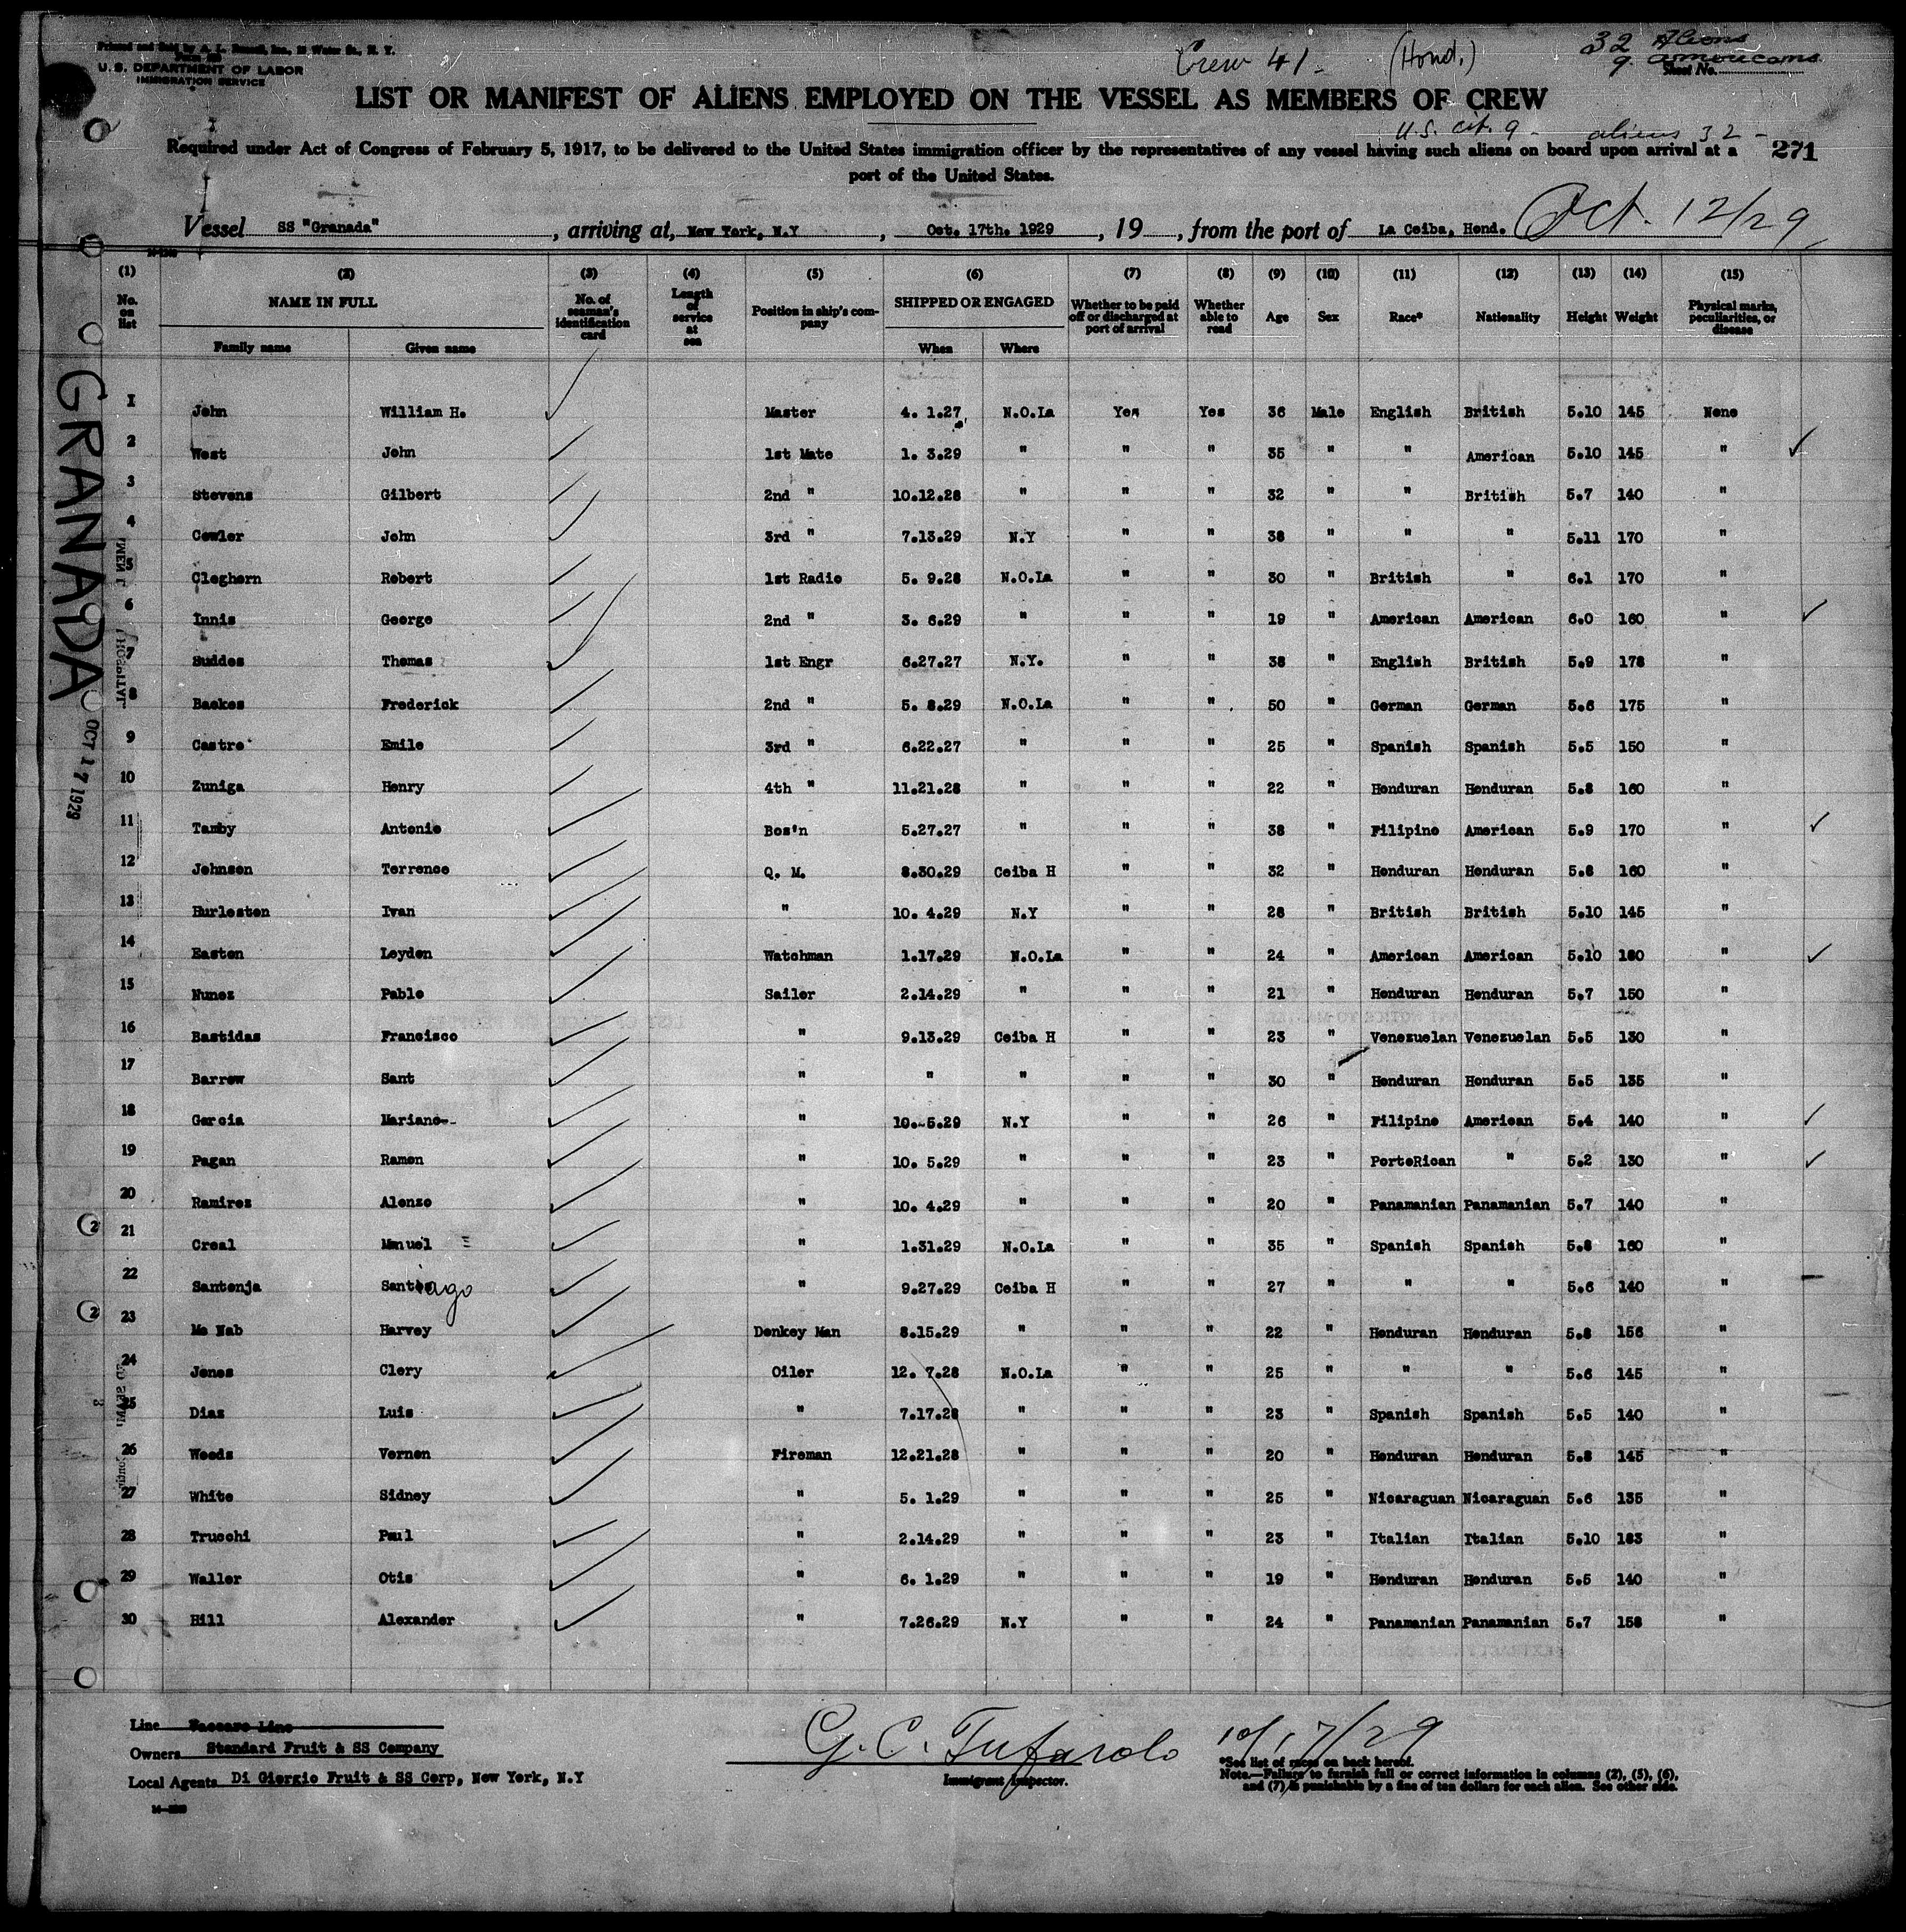 Printed and Sold by A. L. Russell, Inc., Water St., N. Y.
U. S. DEPARTMENT OF LABOR
IMMIGRATION SERVICE
Crew 41- (Hond.)
32 Aliens
9. Americans
Sheet No.
LIST OR MANIFEST OF ALIENS EMPLOYED ON THE VESSEL AS MEMBERS OF CREW
U.S. cit. 9 - aliens 32 -
Required under Act of Congress of February 5, 1917, to be delivered to the United States immigration officer by the representatives of any vessel having such aliens on board upon arrival at a
port of the United States.
271
Vessel SS "Granada", arriving at, New York, N.Y, Oct. 17th. 1929, 19, from the port of La Ceiba, Hond. Oct. 12/29
(1) (2) (3) (4) (5) (6) (7) (8) (9) (10) (11) (12) (13) (14) (15)
No. on list NAME IN FULL Family name Given name No. of seaman's identification card Length of service at sea Position in ship's company SHIPPED OR ENGAGED When Where Whether to be paid off or discharged at port of arrival Whether able to read Age Sex Race* Nationality Height Weight Physical marks, peculiarities, or disease
GRANADA
OCT 17 1929
1 John William H. Master 4. 1.27 N.O.La Yes Yes 36 Male English British 5.10 145 None
2 West John 1st Mate 1. 3.29 " " " 35 " " American 5.10 145 " ✓
3 Stevens Gilbert 2nd " 10.12.28 " " " 32 " " British 5.7 140 "
4 Cowler John 3rd " 7.13.29 N.Y " " 38 " " " 5.11 170 "
5 Cleghorn Robert 1st Radio 5. 9.28 N.O.La " " 30 " British " 6.1 170 "
6 Innis George 2nd " 3. 6.29 " " " 19 " American American 6.0 160 " ✓
7 Suddes Thomas 1st Engr 6.27.27 N.Y. " " 38 " English British 5.9 178 "
8 Baekes Frederick 2nd " 5. 8.29 N.O.La " " 50 " German German 5.6 175 "
9 Castro Emile 3rd " 6.22.27 " " " 25 " Spanish Spanish 5.5 150 "
10 Zuniga Henry 4th " 11.21.28 " " " 22 " Honduran Honduran 5.8 160 "
11 Tamby Antonio Bos'n 5.27.27 " " " 38 " Filipino American 5.9 170 " ✓
12 Johnson Terrence Q. M. 8.30.29 Ceiba H " " 32 " Honduran Honduran 5.8 160 "
13 Hurleston Ivan " 10. 4.29 N.Y " " 28 " British British 5.10 145 "
14 Easton Leyden Watchman 1.17.29 N.O.La " " 24 " American American 5.10 180 " ✓
15 Nunez Pablo Sailor 2.14.29 " " " 21 " Honduran Honduran 5.7 150 "
16 Bastidas Francisco " 9.13.29 Ceiba H " " 23 " Venezuelan Venezuelan 5.5 130 "
17 Barrow Sant " " " " " 30 " Honduran Honduran 5.5 135 "
18 Garcia Mariano " 10. 5.29 N.Y " " 26 " Filipino American 5.4 140 " ✓
19 Pagan Ramon " 10. 5.29 " " " 23 " PortoRican " 5.2 130 " ✓
20 Ramirez Alonzo " 10. 4.29 " " " 20 " Panamanian Panamanian 5.7 140 "
21 Creal Manuel " 1.31.29 N.O.La " " 35 " Spanish Spanish 5.8 160 "
22 Santonja Santiago " 9.27.29 Ceiba H " " 27 " " " 5.6 140 "
23 Mc Nab Harvey Donkey Man 8.15.29 " " " 22 " Honduran Honduran 5.8 156 "
24 Jones Clery Oiler 12. 7.28 N.O.La " " 25 " " " 5.6 145 "
25 Diaz Luis " 7.17.28 " " " 23 " Spanish Spanish 5.5 140 "
26 Woods Vernon Fireman 12.21.28 " " " 20 " Honduran Honduran 5.8 145 "
27 White Sidney " 5. 1.29 " " " 25 " Nicaraguan Nicaraguan 5.6 135 "
28 Trucchi Paul " 2.14.29 " " " 23 " Italian Italian 5.10 183 "
29 Waller Otis " 6. 1.29 " " " 19 " Honduran Honduran 5.5 140 "
30 Hill Alexander " 7.26.29 N.Y " " 24 " Panamanian Panamanian 5.7 158 "
Line Vaccaro Line
Owners Standard Fruit & SS Company
Local Agents Di Giorgio Fruit & SS Corp, New York, N.Y
G. C. Tufarolo 10/17/29
Immigrant Inspector.
*See list of races on back hereof.
Note.—Failure to furnish full or correct information in columns (2), (5), (6),
and (7) is punishable by a fine of ten dollars for each alien. See other side.